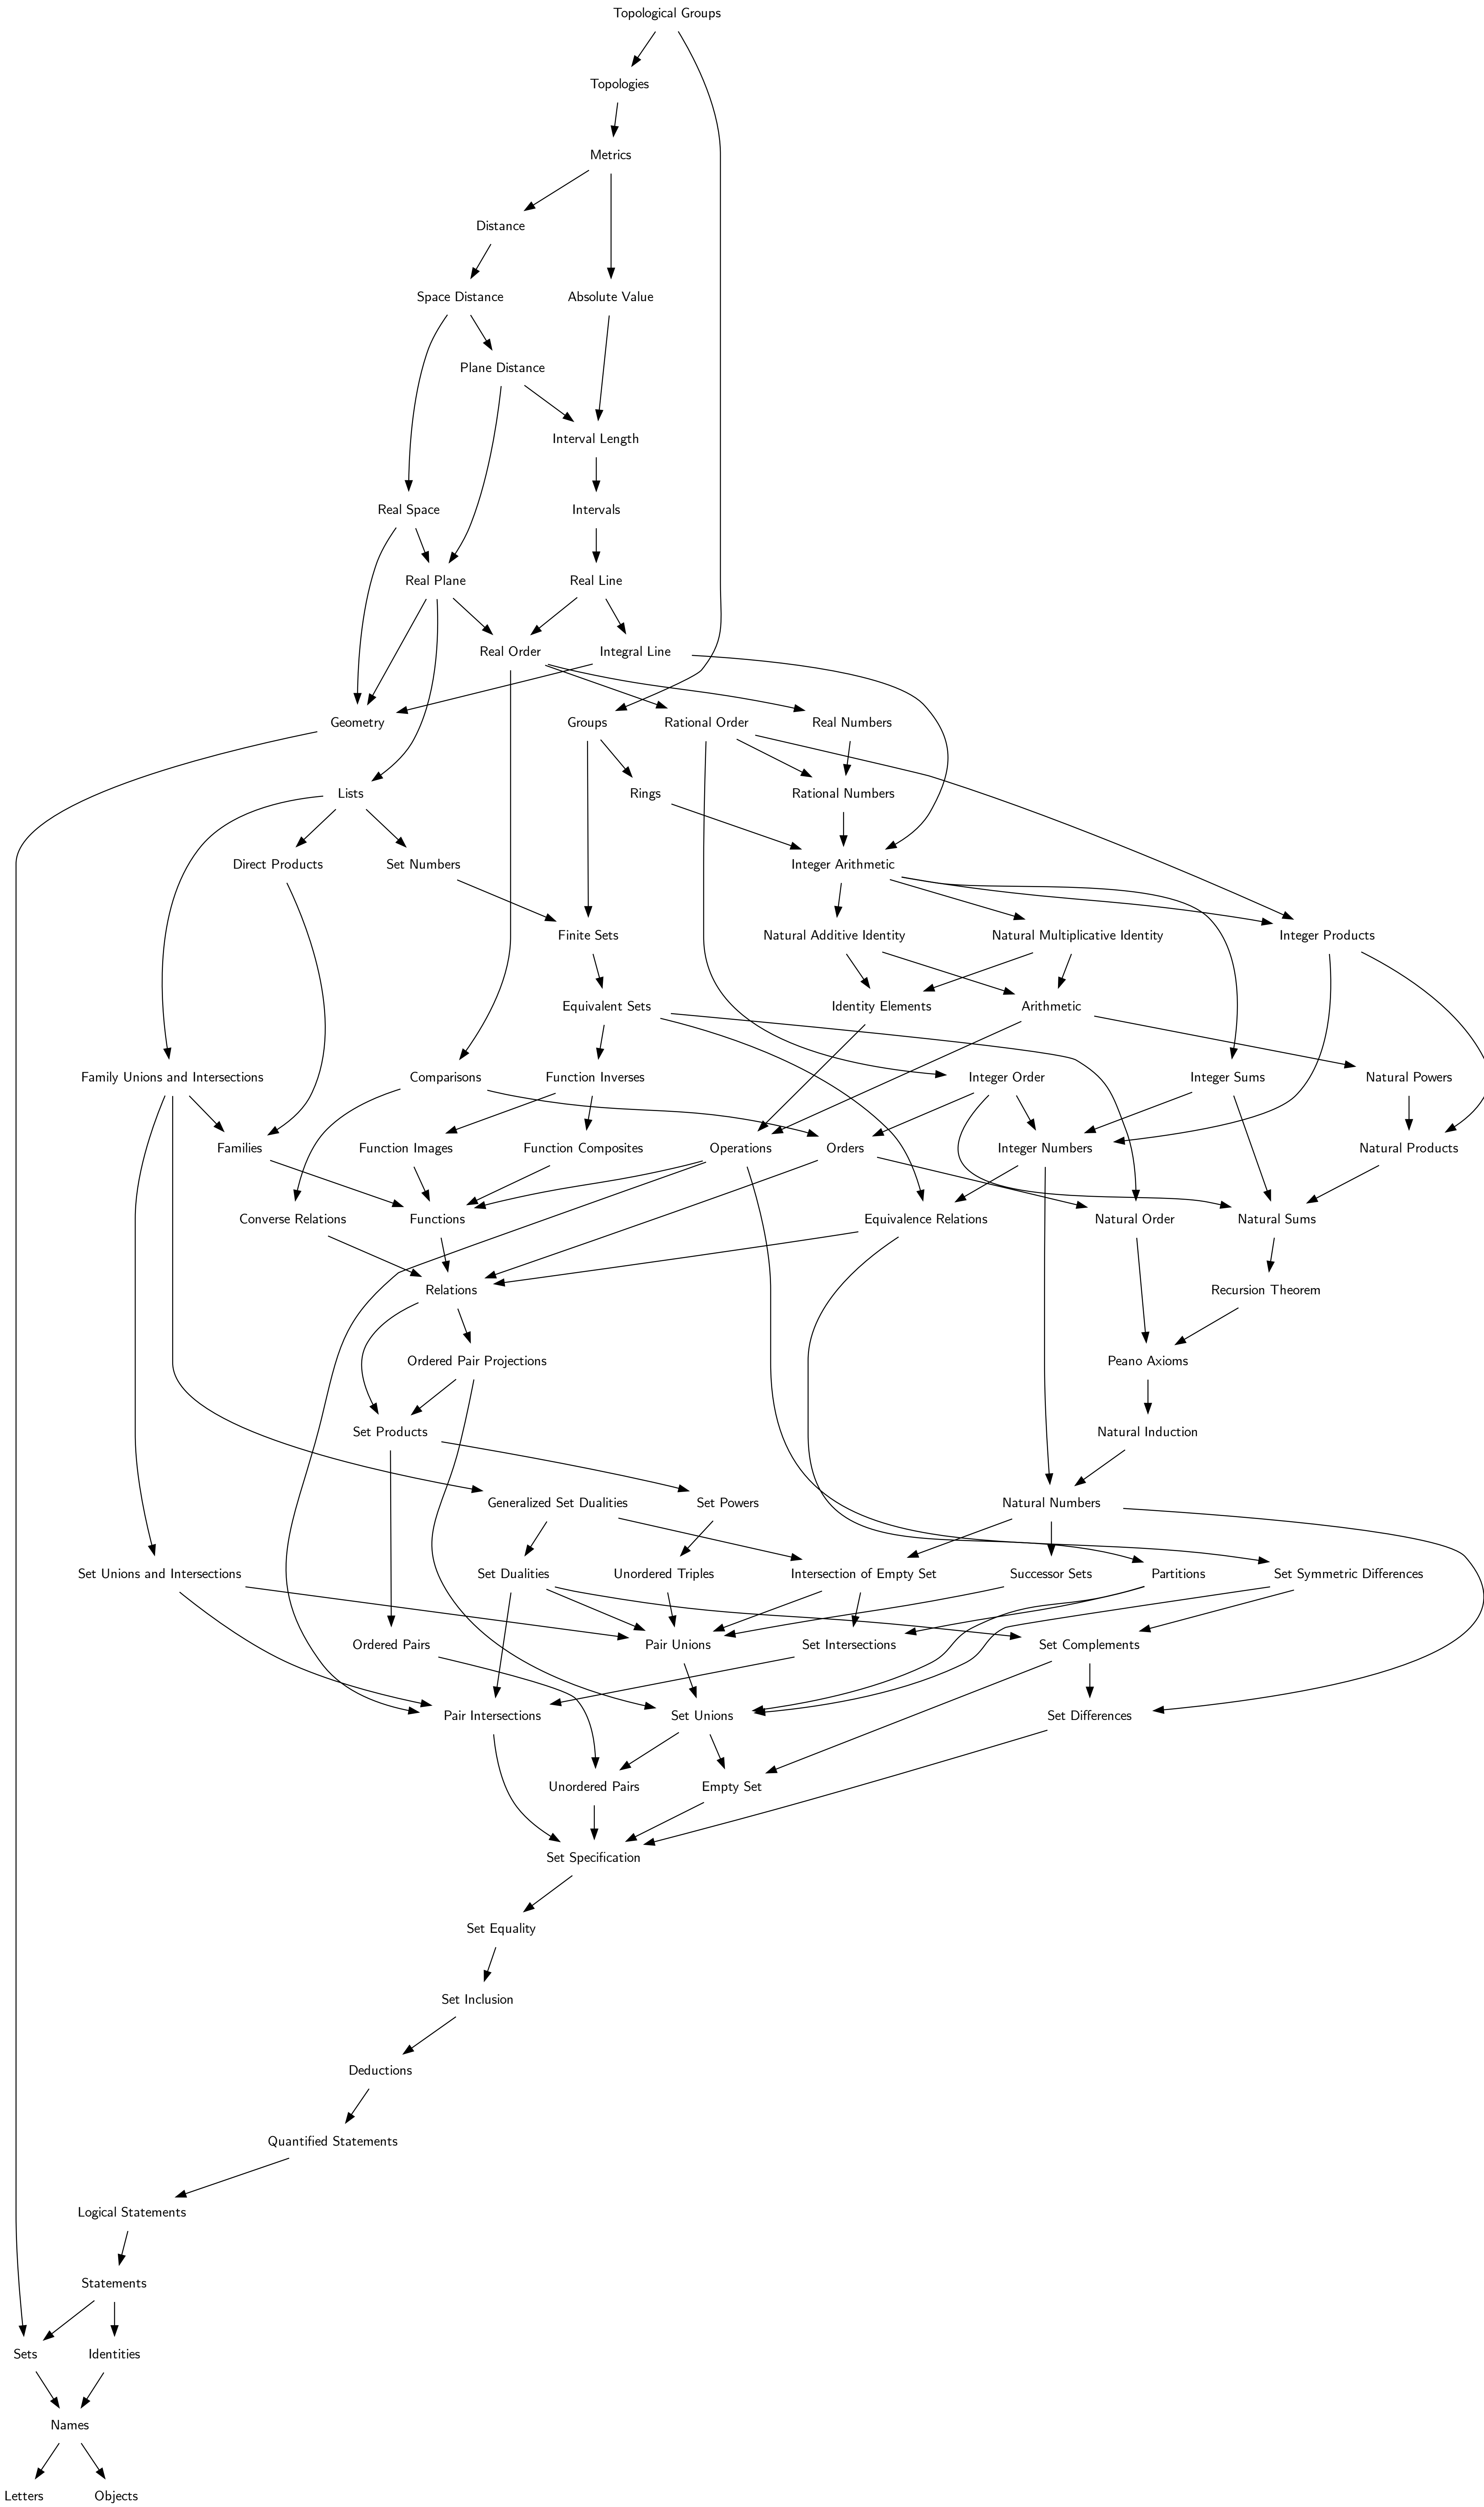 Topological Groups
Topologies
Metrics
Distance
Space Distance
Absolute Value
Plane Distance
Interval Length
Real Space
Intervals
Real Plane
Real Line
Real Order
Integral Line
Geometry
Groups
Rational Order
Real Numbers
Lists
Rings
Rational Numbers
Direct Products
Set Numbers
Integer Arithmetic
Finite Sets
Natural Additive Identity
Natural Multiplicative Identity
Integer Products
Equivalent Sets
Identity Elements
Arithmetic
Family Unions and Intersections
Comparisons
Function Inverses
Integer Order
Integer Sums
Natural Powers
Families
Function Images
Function Composites
Operations
Orders
Integer Numbers
Natural Products
Converse Relations
Functions
Equivalence Relations
Natural Order
Natural Sums
Relations
Recursion Theorem
Ordered Pair Projections
Peano Axioms
Set Products
Natural Induction
Generalized Set Dualities
Set Powers
Natural Numbers
Set Unions and Intersections
Set Dualities
Unordered Triples
Intersection of Empty Set
Successor Sets
Partitions
Set Symmetric Differences
Ordered Pairs
Pair Unions
Set Intersections
Set Complements
Pair Intersections
Set Unions
Set Differences
Unordered Pairs
Empty Set
Set Specification
Set Equality
Set Inclusion
Deductions
Quantified Statements
Logical Statements
Statements
Sets
Identities
Names
Letters
Objects